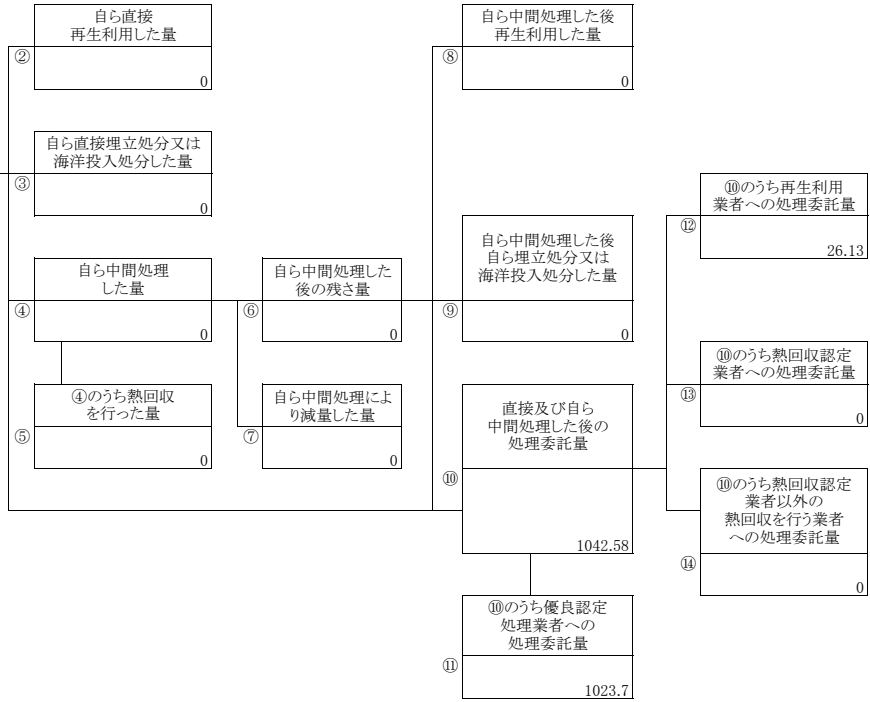 自ら直接
再生利用した量
②
0
自ら直接埋立処分又は
海洋投入処分した量
③
0
自ら中間処理
した量
④
0
④のうち熱回収
を行った量
⑤
0
自ら中間処理した
後の残さ量
⑥
0
自ら中間処理によ
り減量した量
⑦
0
自ら中間処理した後
再生利用した量
⑧
0
自ら中間処理した後
自ら埋立処分又は
海洋投入処分した量
⑨
0
直接及び自ら
中間処理した後の
処理委託量
⑩
1042.58
⑩のうち優良認定
処理業者への
処理委託量
⑪
1023.7
⑩のうち再生利用
業者への処理委託量
⑫
26.13
⑩のうち熱回収認定
業者への処理委託量
⑬
0
⑩のうち熱回収認定
業者以外の
熱回収を行う業者
への処理委託量
⑭
0